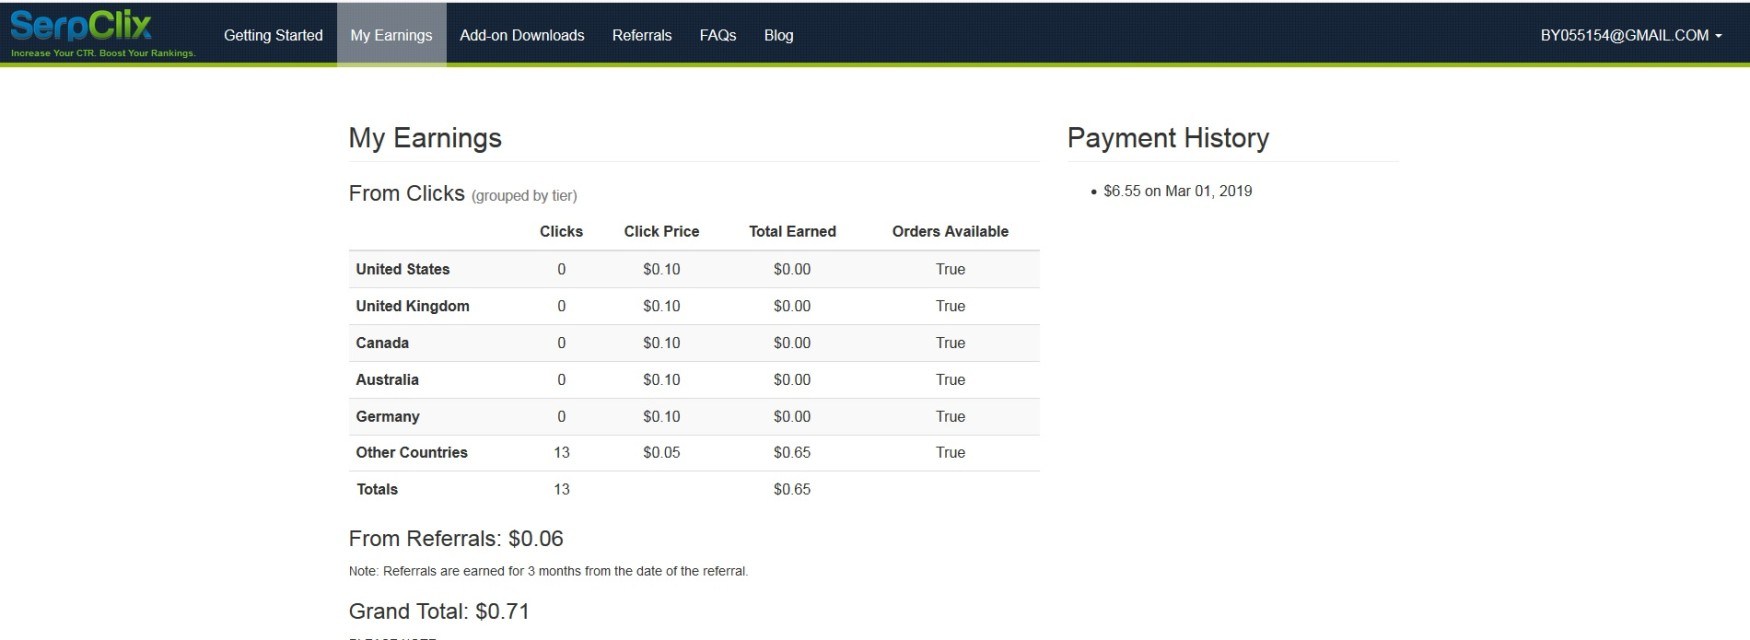 SerpClix
Increase Your CTR. Boost Your Rankings.
Getting Started My Earnings Add-on Downloads Referrals FAQs Blog BY055154@GMAIL.COM
My Earnings
From Clicks (grouped by tier)
Clicks Click Price Total Earned Orders Available
United States 0 $0.10 $0.00 True
United Kingdom 0 $0.10 $0.00 True
Canada 0 $0.10 $0.00 True
Australia 0 $0.10 $0.00 True
Germany 0 $0.10 $0.00 True
Other Countries 13 $0.05 $0.65 True
Totals 13 $0.65
From Referrals: $0.06
Note: Referrals are earned for 3 months from the date of the referral.
Grand Total: $0.71
Payment History
• $6.55 on Mar 01, 2019